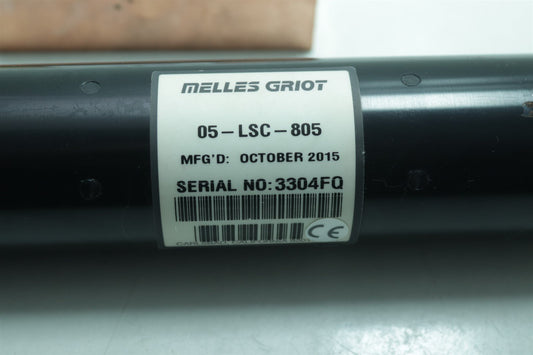 MELLES GRIOT
05-LSC-805
MFG'D: OCTOBER 2015
SERIAL NO:3304FQ
CE